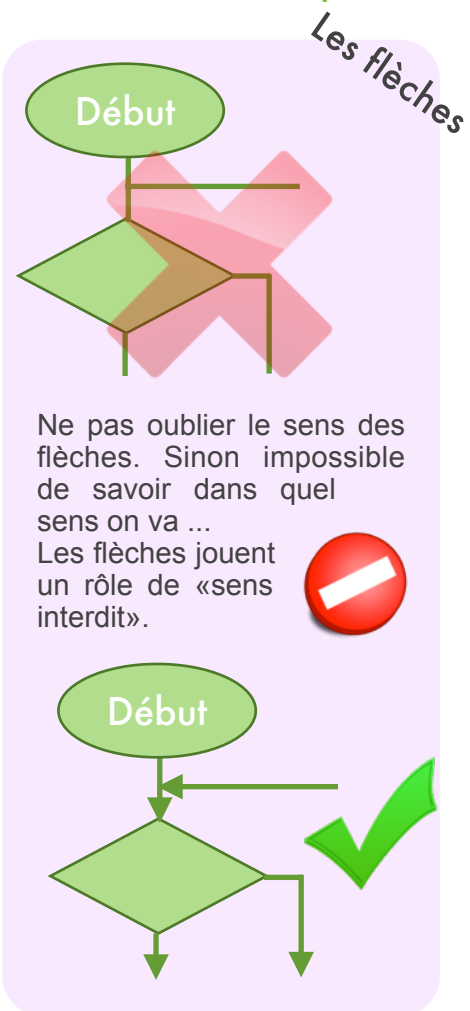 Les flèches
Début
Ne pas oublier le sens des
flèches. Sinon impossible
de savoir dans quel
sens on va ...
Les flèches jouent
un rôle de «sens
interdit».
Début